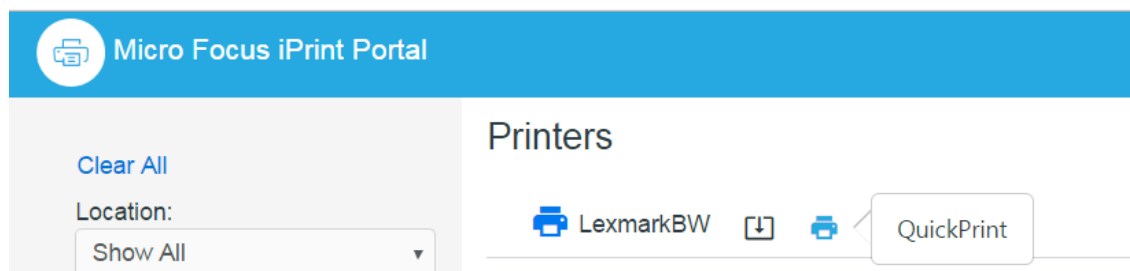 Micro Focus iPrint Portal
Clear All
Location:
Show All
Printers
LexmarkBW
QuickPrint